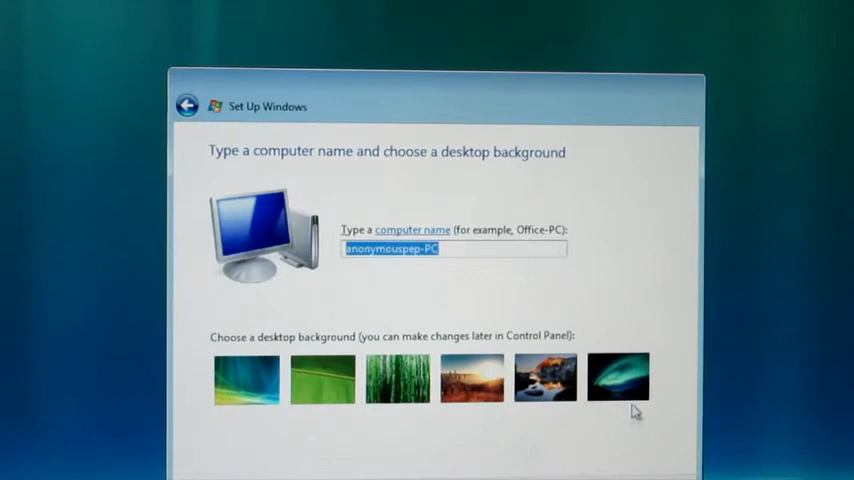 Set Up Windows
Type a computer name and choose a desktop background
Type a computer name (for example, Office-PC):
anonymouspep-PC
Choose a desktop background (you can make changes later in Control Panel):